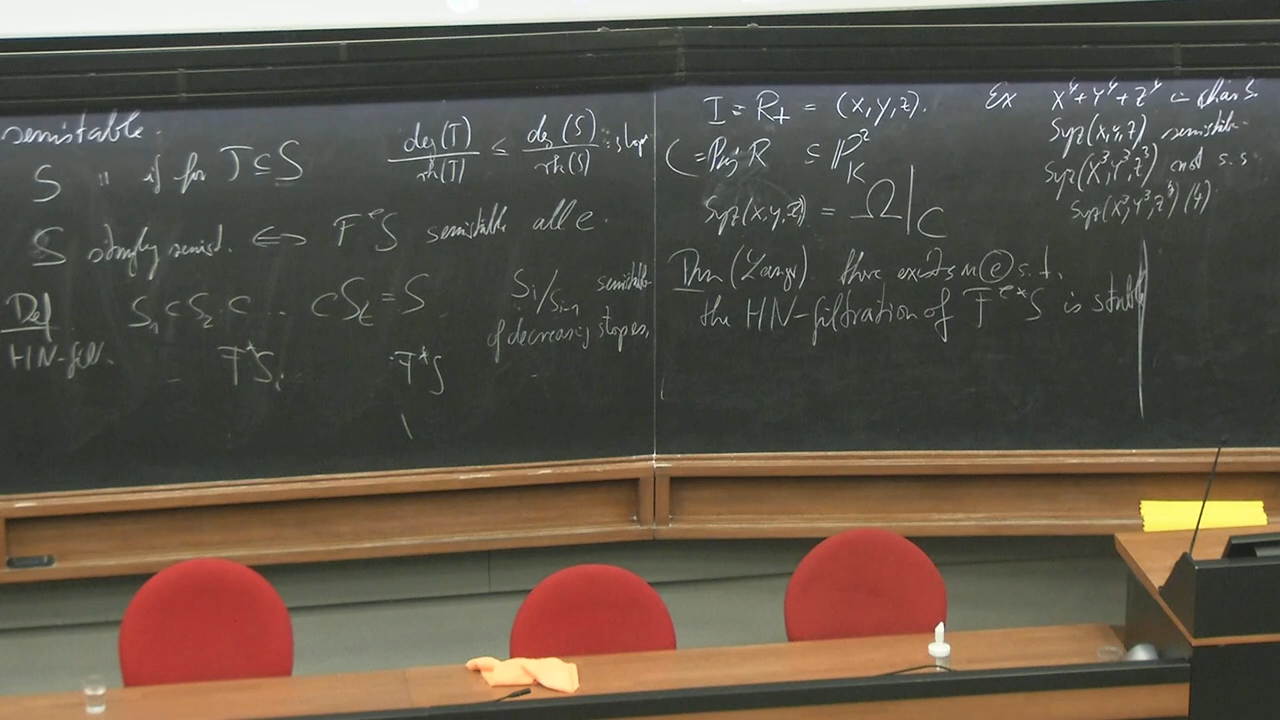 semistable.
S " if for T ⊆ S deg(T)/rk(T) ≤ deg(S)/rk(S) = slope
S strongly semist. ⟺ F^e S semistable all e.
Def S_1 ⊂ S_2 ⊂ ... ⊂ S_t = S. S_i/S_{i-1} semistable
HN-filt. of decreasing slopes,
F*S_i F*S
I = R_+ = (x,y,z).
C = Proj R ⊆ P^2_K
Syz(x,y,z) = Ω|_C
Thm (Langer). there exists an e s.t.
the HN-filtration of F^{e*}S is
Ex X^4+Y^4+Z^4 in char 3.
Syz(x,y,z) semistable
Syz(X^3,Y^3,Z^3) not s.s
Syz(X^3,Y^3,Z^3)(4)